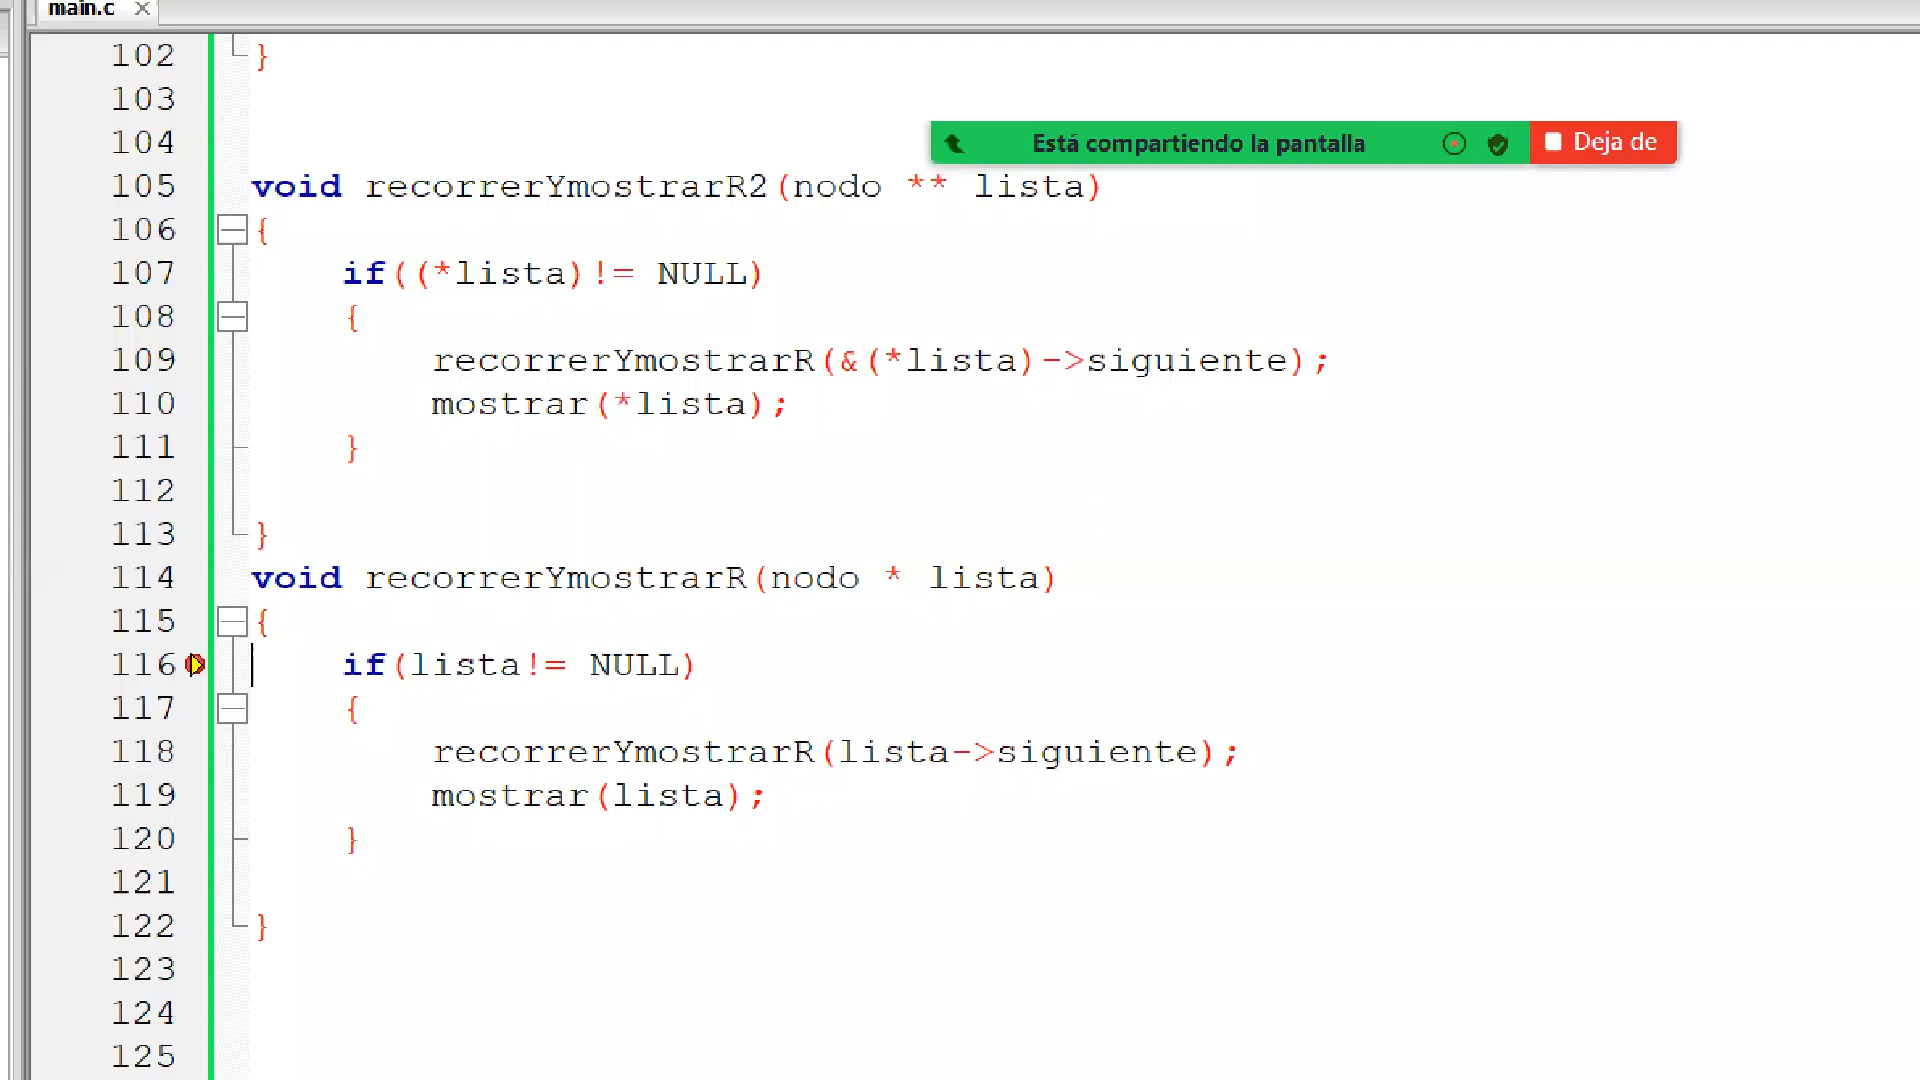 main.c
102 }
103
104
Está compartiendo la pantalla Deja de
105 void recorrerYmostrarR2(nodo ** lista)
106 {
107 if((*lista)!= NULL)
108 {
109 recorrerYmostrarR(&(*lista)->siguiente);
110 mostrar(*lista);
111 }
112
113 }
114 void recorrerYmostrarR(nodo * lista)
115 {
116 if(lista!= NULL)
117 {
118 recorrerYmostrarR(lista->siguiente);
119 mostrar(lista);
120 }
121
122 }
123
124
125